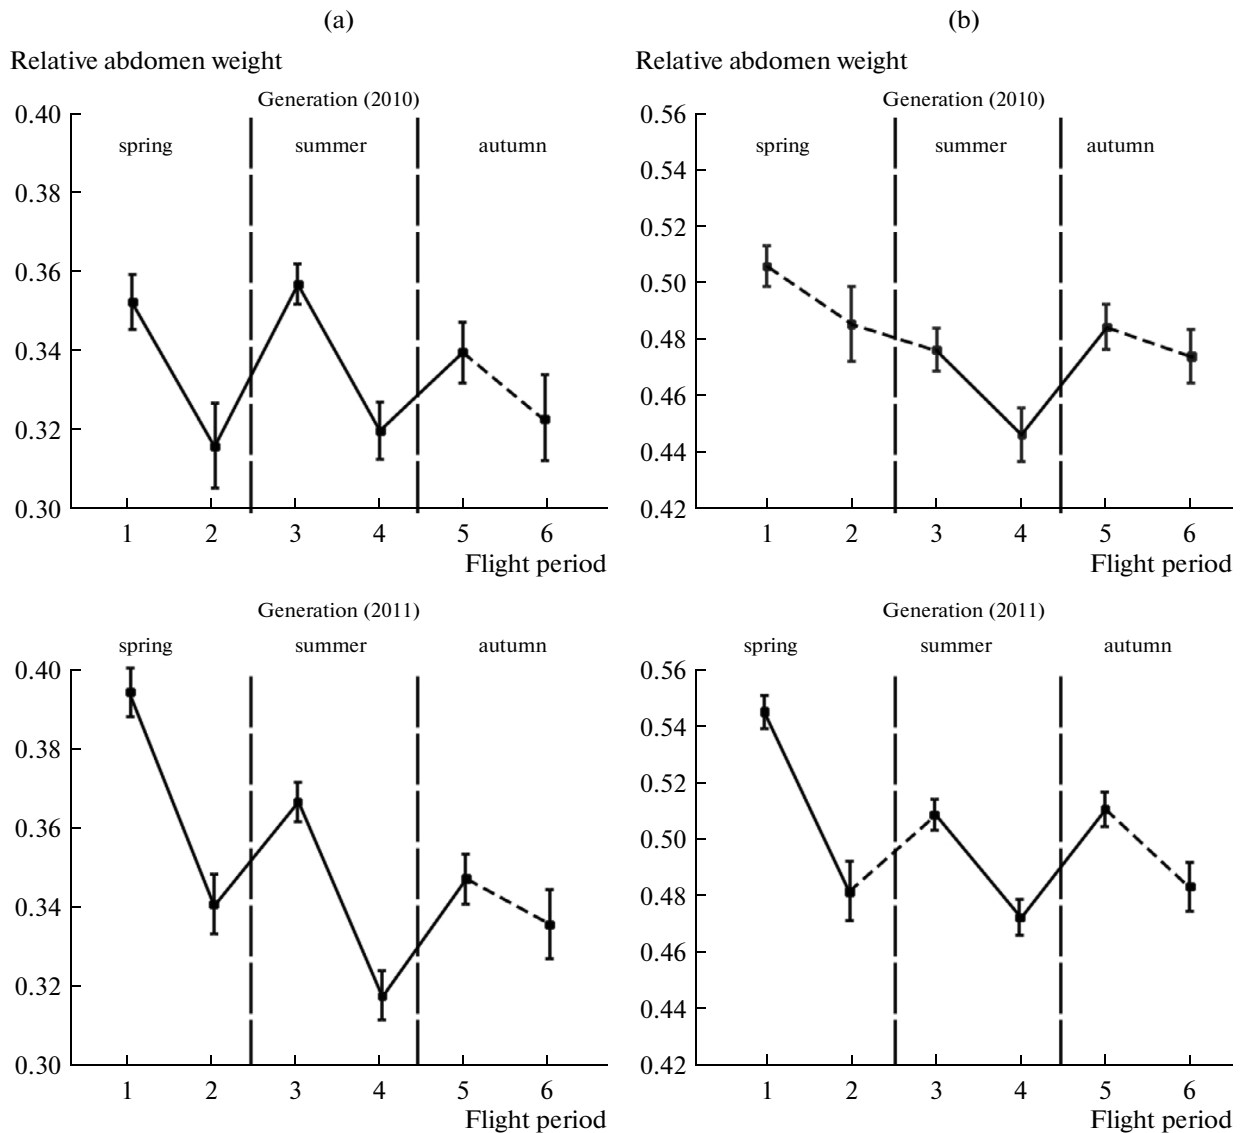 (a)
Relative abdomen weight
Generation (2010)
spring summer autumn
0.40
0.38
0.36
0.34
0.32
0.30
1 2 3 4 5 6
Flight period
(b)
Relative abdomen weight
Generation (2010)
spring summer autumn
0.56
0.54
0.52
0.50
0.48
0.46
0.44
0.42
1 2 3 4 5 6
Flight period
Generation (2011)
spring summer autumn
0.40
0.38
0.36
0.34
0.32
0.30
1 2 3 4 5 6
Flight period
Generation (2011)
spring summer autumn
0.56
0.54
0.52
0.50
0.48
0.46
0.44
0.42
1 2 3 4 5 6
Flight period